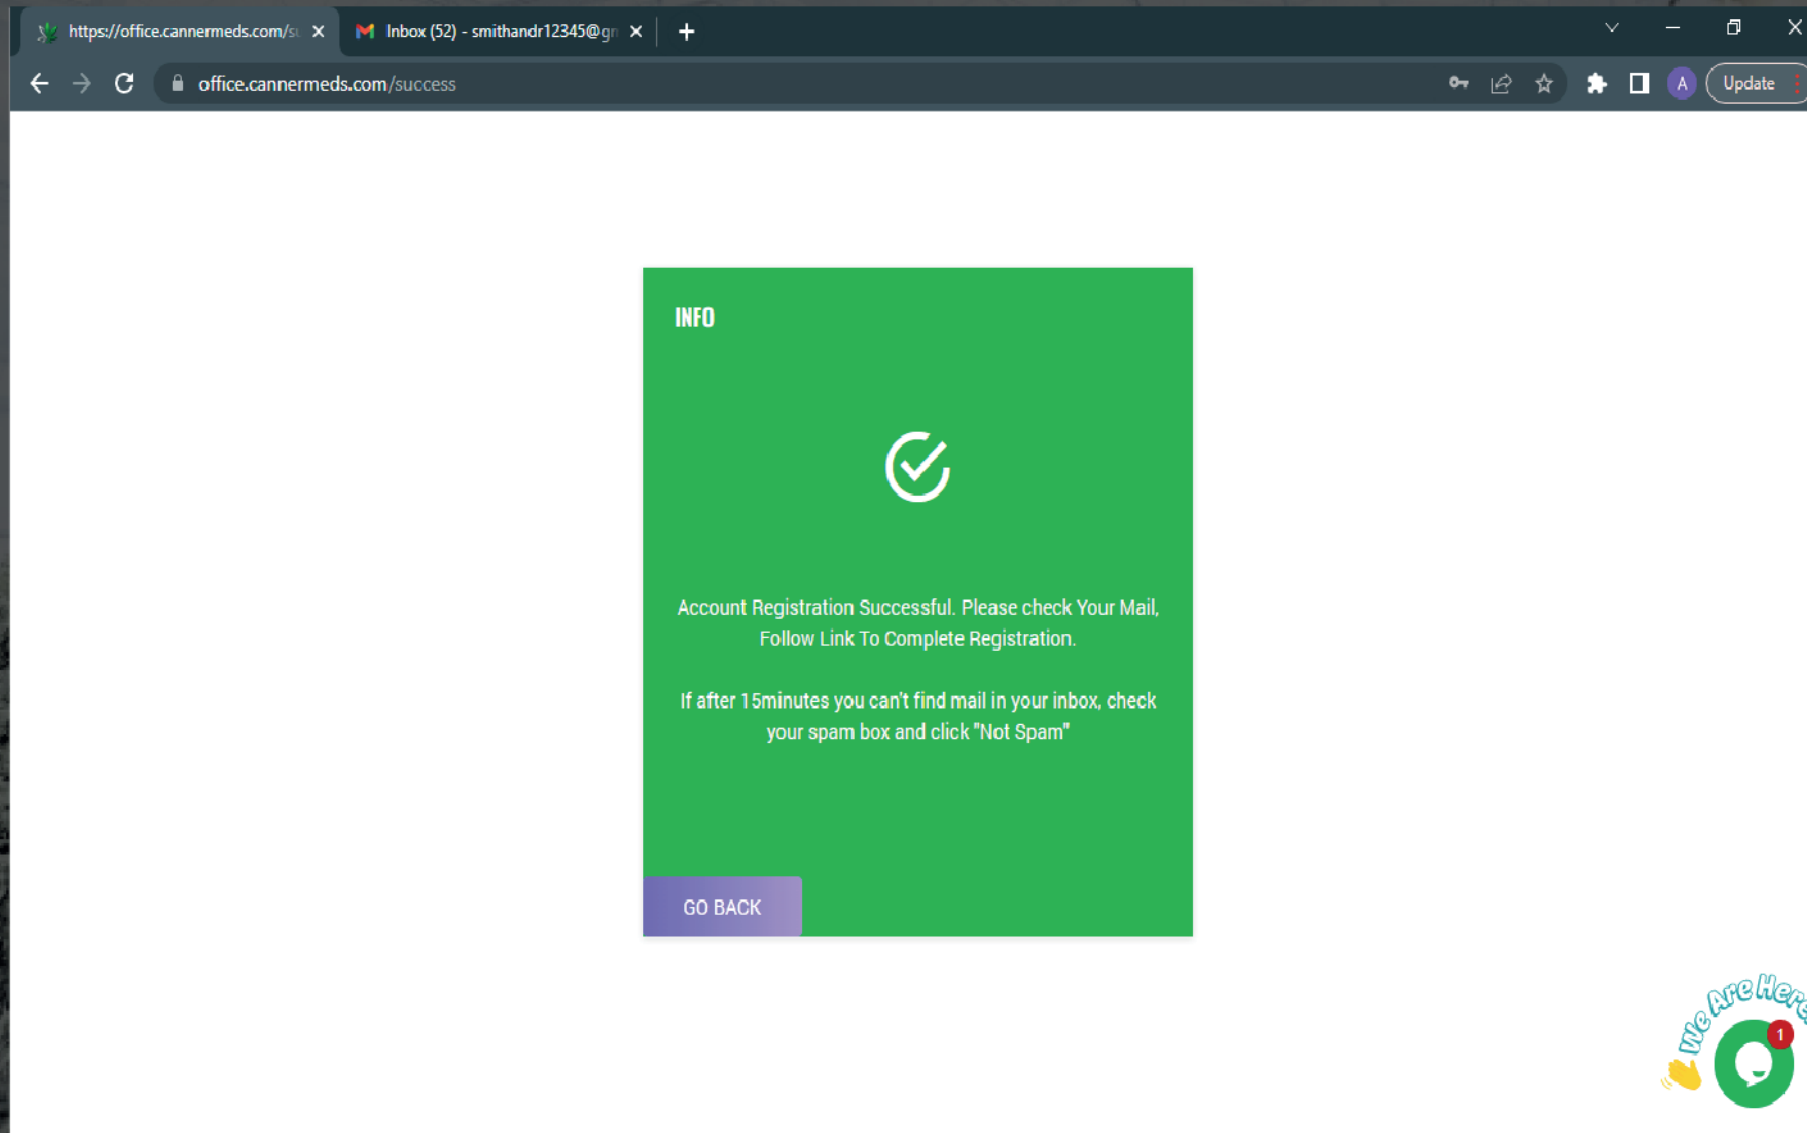 https://office.cannermeds.com/su
Inbox (52) - smithandr12345@gm
office.cannermeds.com/success
A
Update
INFO
Account Registration Successful. Please check Your Mail,
Follow Link To Complete Registration.
If after 15minutes you can't find mail in your inbox, check
your spam box and click "Not Spam"
GO BACK
We Are Here!
1